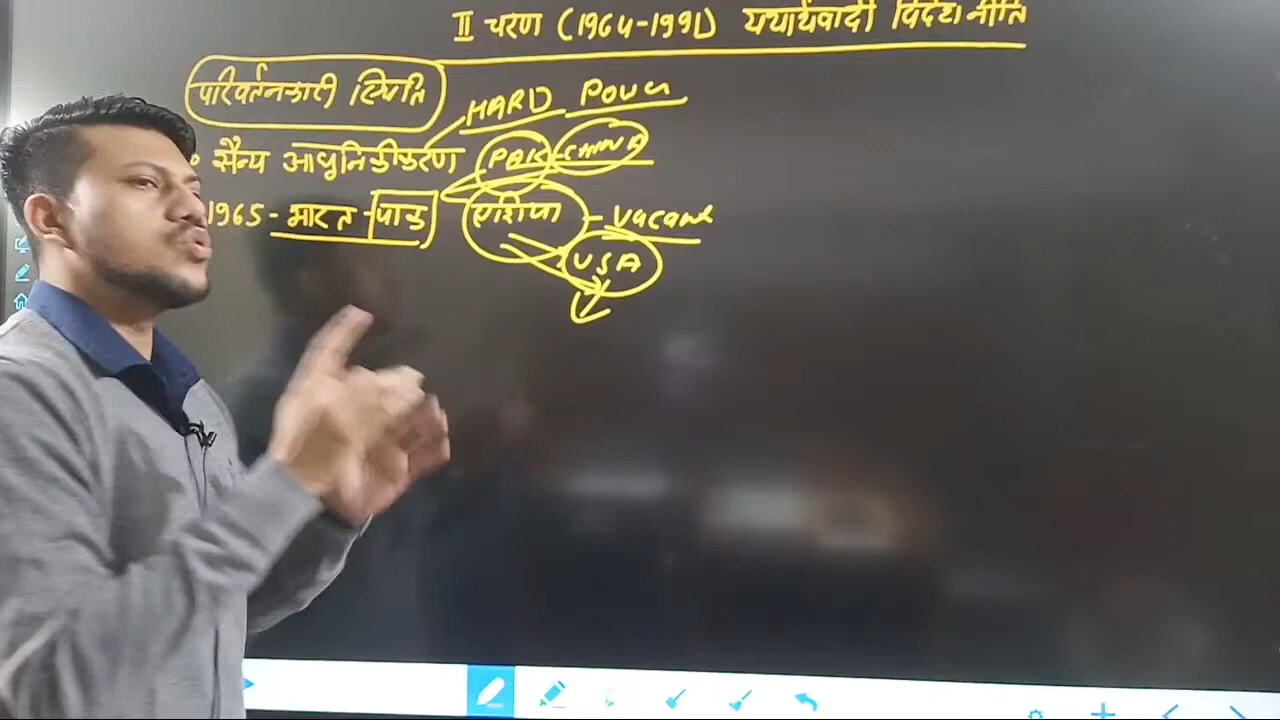 II चरण (1964-1991) यथार्थवादी विदेश नीति
परिवर्तनकारी स्थिति
HARD
• सैन्य आधुनिकीकरण PAK CHINA
1965 - भारत - पाक एशिया - Vacant
USA